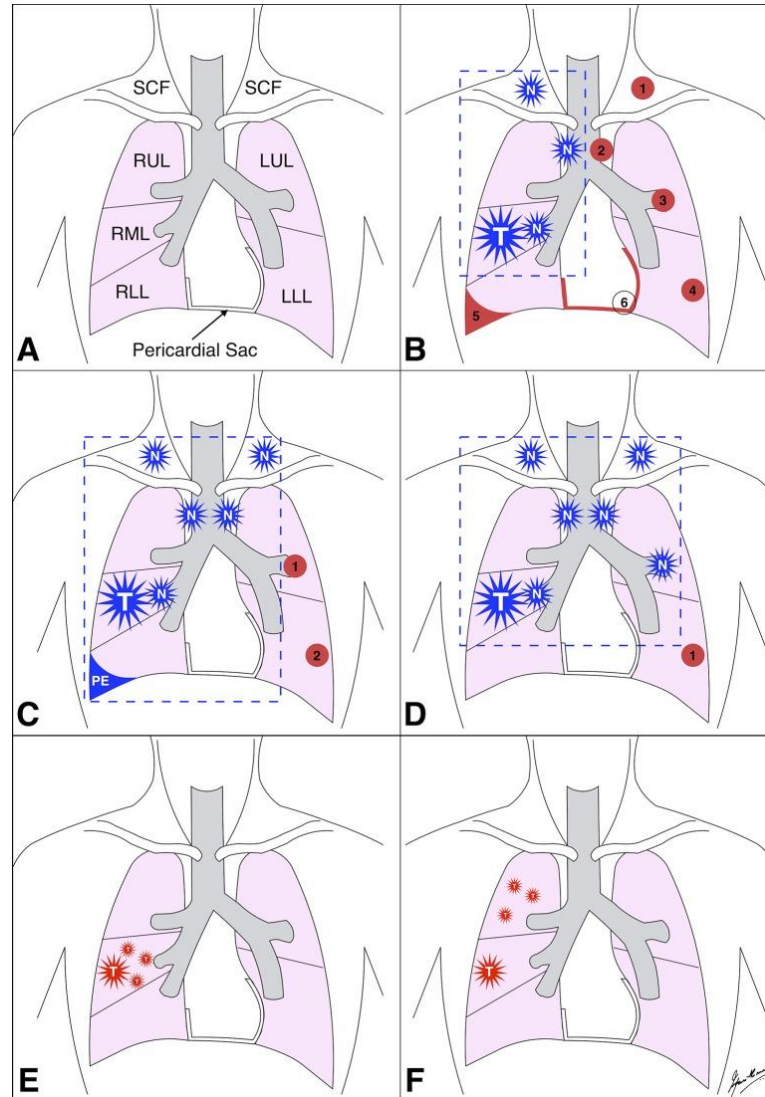 SCF SCF
RUL LUL
RML
RLL LLL
Pericardial Sac
A
N 1
N 2
3
T N
4
5 6
B
N N
N N
1
T N
2
PE
C
N N
N N
N
T N
1
D
T T
T T
E
T T
T
T
F